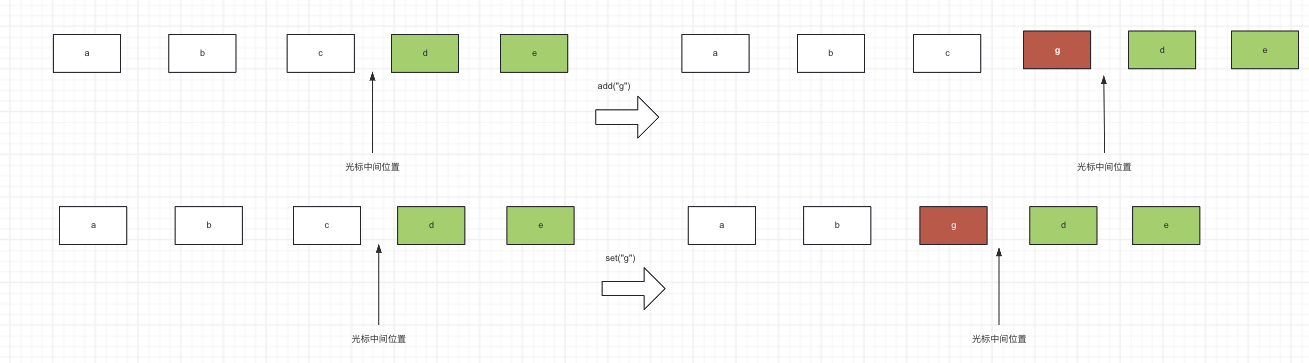 a b c d e
add("g")
a b c g d e
光标中间位置
光标中间位置
a b c d e
set("g")
a b g d e
光标中间位置
光标中间位置